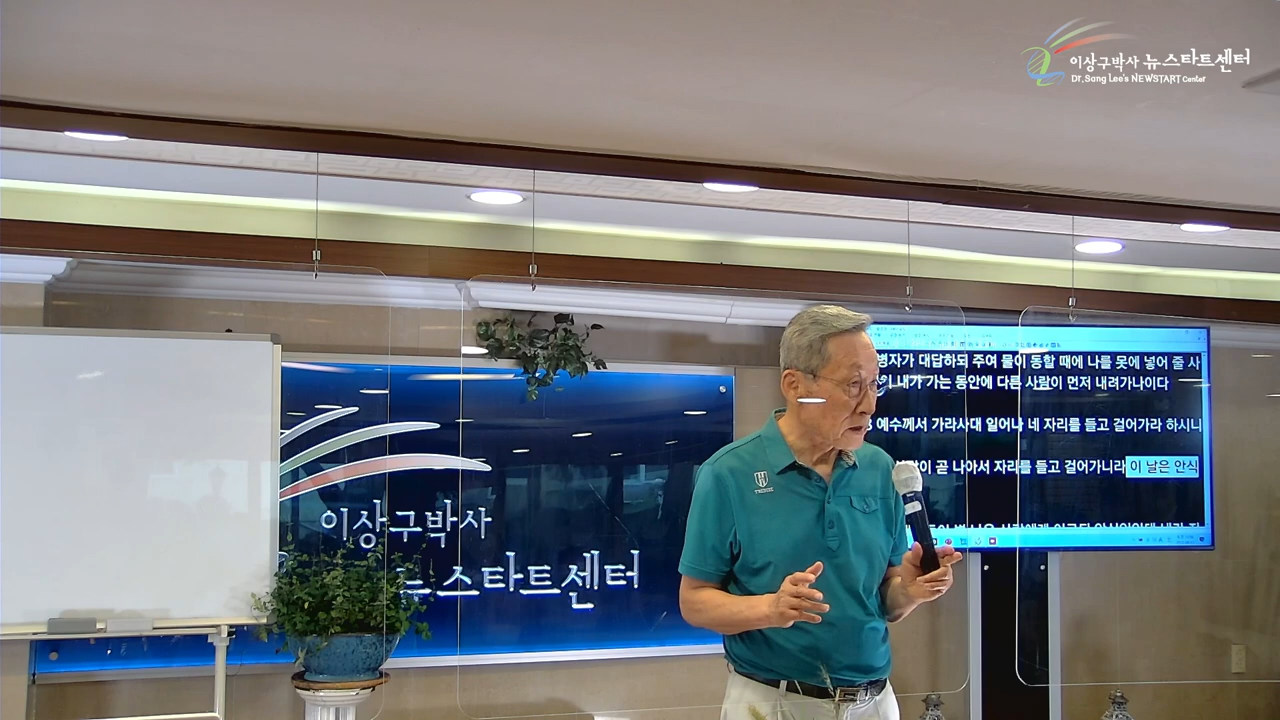 이상구박사 뉴스타트센터
Dr. Sang Lee's NEWSTART Center
병자가 대답하되 주여 물이 동할 때에 나를 못에 넣어 줄 사
내가 가는 동안에 다른 사람이 먼저 내려가나이다
예수께서 가라사대 일어나 네 자리를 들고 걸어가라 하시니
곧 나아서 자리를 들고 걸어가니라 이 날은 안식
이상구박사
뉴스타트센터